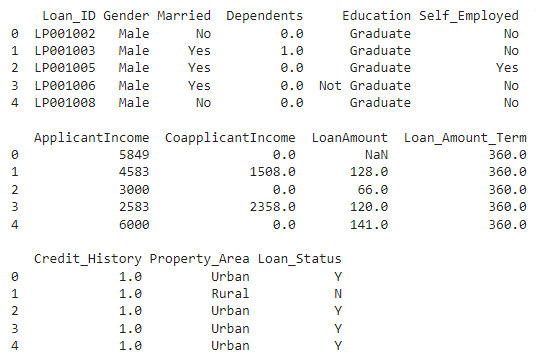 Loan_ID Gender Married  Dependents     Education Self_Employed
0  LP001002   Male      No         0.0      Graduate            No
1  LP001003   Male     Yes         1.0      Graduate            No
2  LP001005   Male     Yes         0.0      Graduate           Yes
3  LP001006   Male     Yes         0.0  Not Graduate            No
4  LP001008   Male      No         0.0      Graduate            No
   ApplicantIncome  CoapplicantIncome  LoanAmount  Loan_Amount_Term
0             5849                0.0         NaN             360.0
1             4583             1508.0       128.0             360.0
2             3000                0.0        66.0             360.0
3             2583             2358.0       120.0             360.0
4             6000                0.0       141.0             360.0
   Credit_History Property_Area Loan_Status
0             1.0         Urban           Y
1             1.0         Rural           N
2             1.0         Urban           Y
3             1.0         Urban           Y
4             1.0         Urban           Y